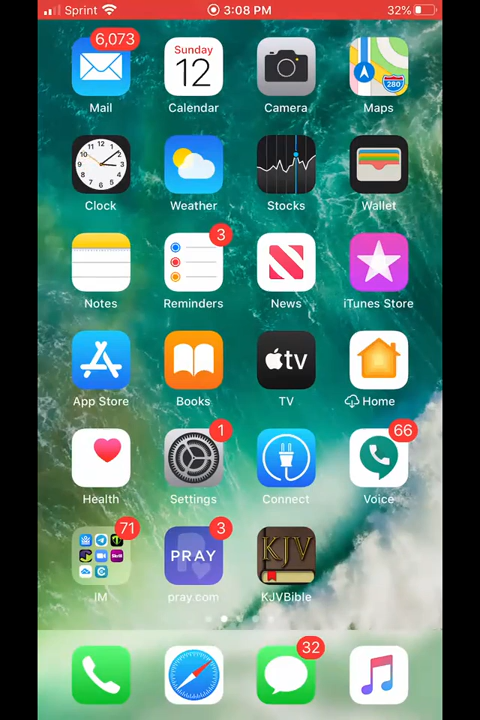 Sprint 3:08 PM 32%
6,073
Sunday
12
280
Mail Calendar Camera Maps
Clock Weather Stocks Wallet
3
Notes Reminders News iTunes Store
tv
App Store Books TV Home
1 66
Health Settings Connect Voice
71 3
PRAY KJV
IM pray.com KJVBible
32